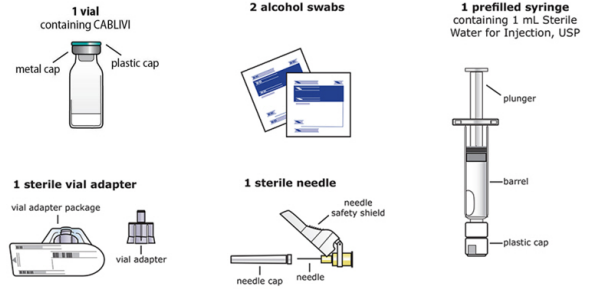 1 vial
containing CABLIVI
metal cap
plastic cap
2 alcohol swabs
1 prefilled syringe
containing 1 mL Sterile
Water for Injection, USP
plunger
barrel
plastic cap
1 sterile vial adapter
vial adapter package
vial adapter
1 sterile needle
needle
safety shield
needle cap
needle